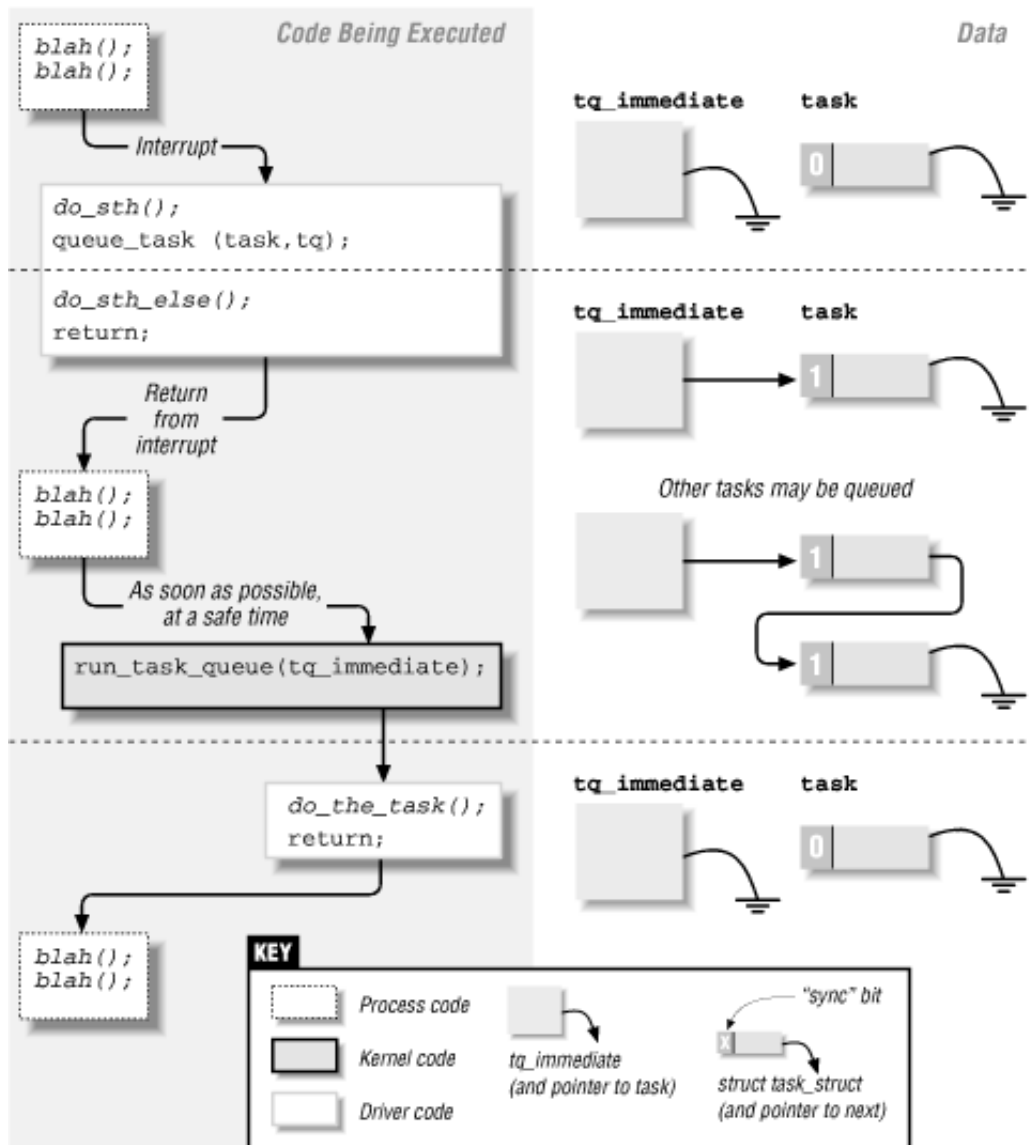 Code Being Executed
Data
blah();
blah();
tq_immediate
task
Interrupt
0
do_sth();
queue_task (task,tq);
do_sth_else();
return;
tq_immediate
task
1
Return
from
interrupt
blah();
blah();
Other tasks may be queued
1
As soon as possible,
at a safe time
1
run_task_queue(tq_immediate);
tq_immediate
task
do_the_task();
return;
0
blah();
blah();
KEY
Process code
Kernel code
Driver code
tq_immediate
(and pointer to task)
"sync" bit
X
struct task_struct
(and pointer to next)